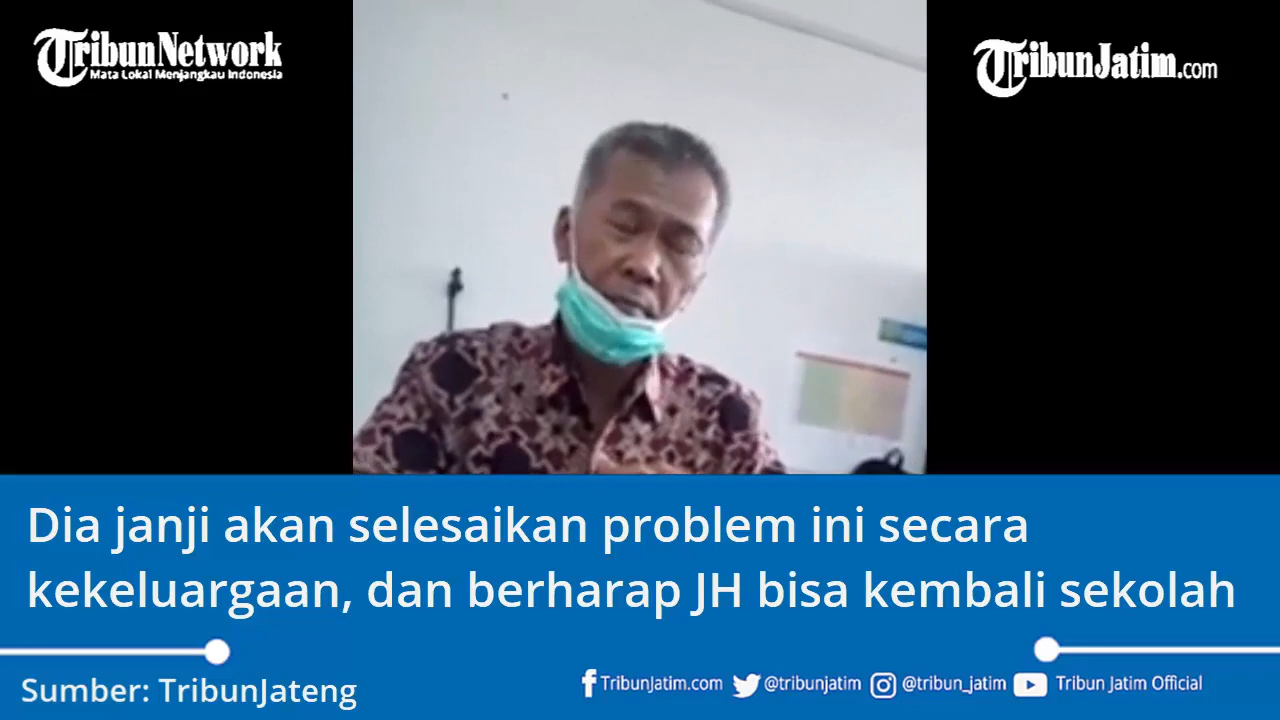 TribunNetwork
Mata Lokal Menjangkau Indonesia
TribunJatim.com
Dia janji akan selesaikan problem ini secara
kekeluargaan, dan berharap JH bisa kembali sekolah
Sumber: TribunJateng
TribunJatim.com @tribunjatim @tribun_jatim Tribun Jatim Official